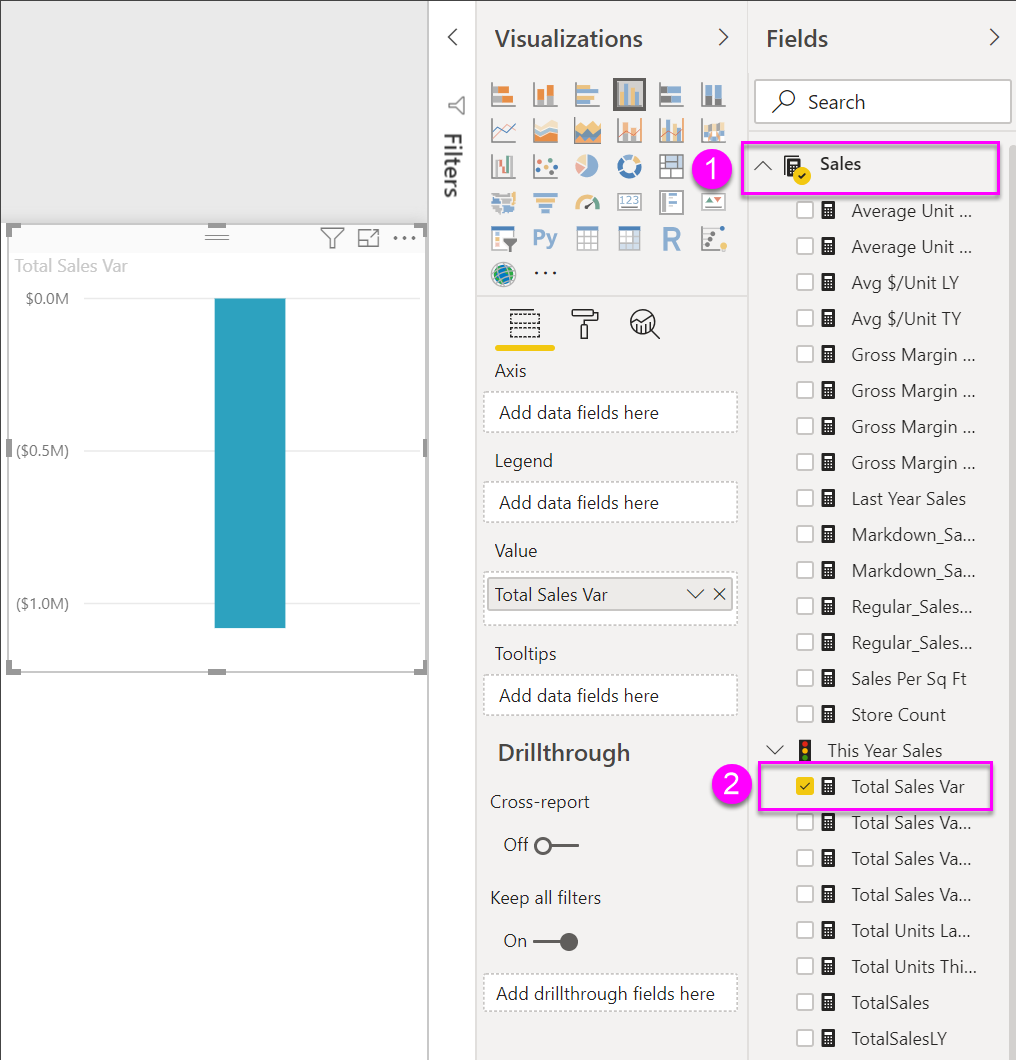 Total Sales Var
$0.0M
($0.5M)
($1.0M)
Filters
Visualizations
123
Py
R
Axis
Add data fields here
Legend
Add data fields here
Value
Total Sales Var
Tooltips
Add data fields here
Drillthrough
Cross-report
Off
Keep all filters
On
Add drillthrough fields here
Fields
Search
1
Sales
Average Unit ...
Average Unit ...
Avg $/Unit LY
Avg $/Unit TY
Gross Margin ...
Gross Margin ...
Gross Margin ...
Gross Margin ...
Last Year Sales
Markdown_Sa...
Markdown_Sa...
Regular_Sales...
Regular_Sales...
Sales Per Sq Ft
Store Count
This Year Sales
2
Total Sales Var
Total Sales Va...
Total Sales Va...
Total Sales Va...
Total Units La...
Total Units Thi...
TotalSales
TotalSalesLY